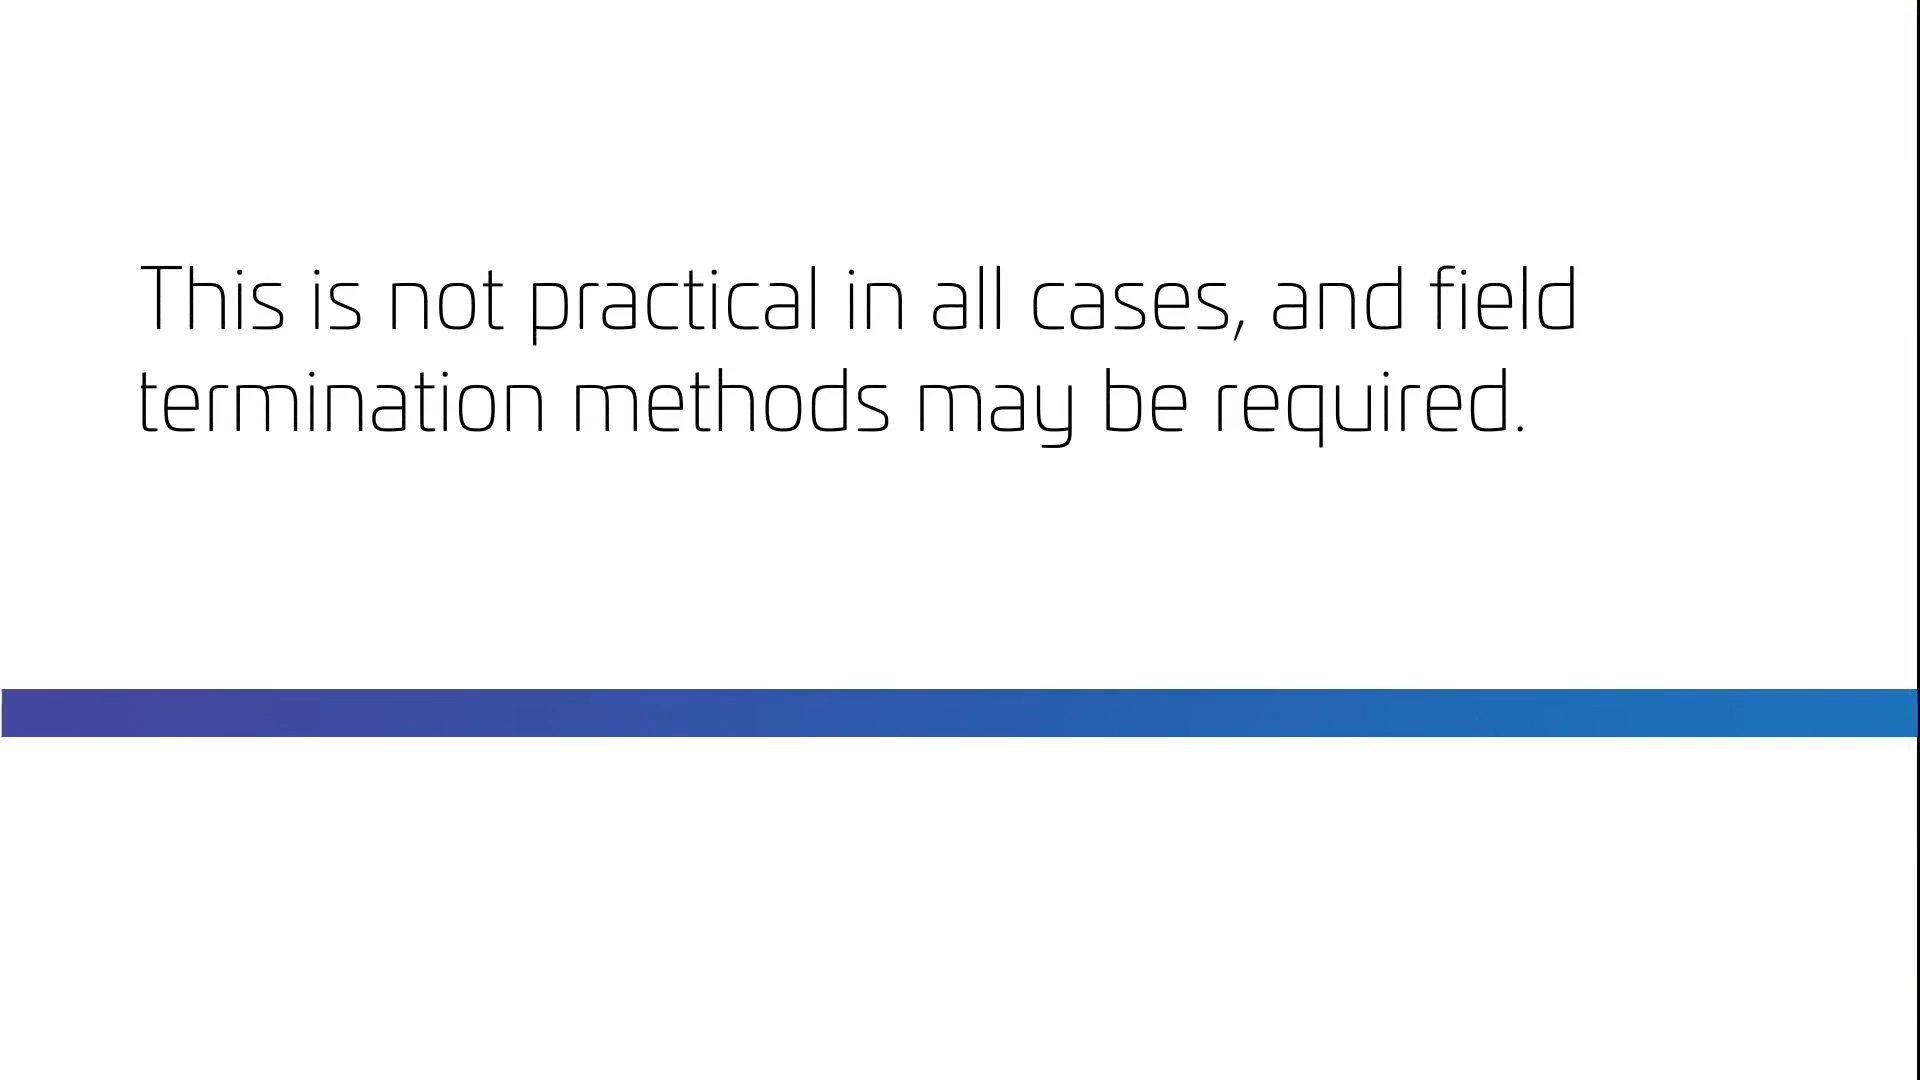 This is not practical in all cases, and field
termination methods may be required.